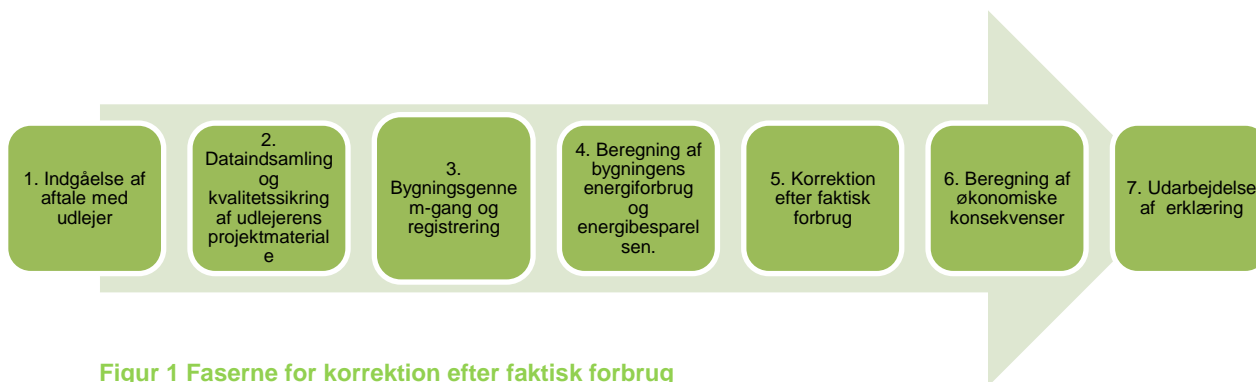 1. Indgåelse af
aftale med
udlejer
2.
Dataindsamling
og
kvalitetssikring
af udlejerens
projektmaterial
e
3.
Bygningsgenne
m-gang og
registrering
4. Beregning af
bygningens
energiforbrug
og
energibesparel
sen.
5. Korrektion
efter faktisk
forbrug
6. Beregning af
økonomiske
konsekvenser
7. Udarbejdelse
af erklæring
Figur 1 Faserne for korrektion efter faktisk forbrug